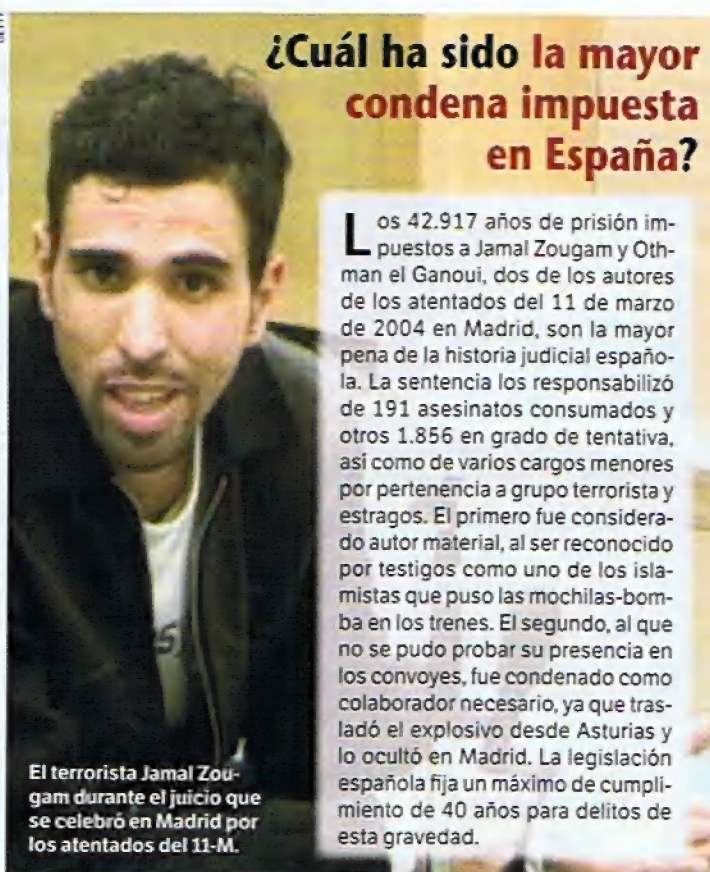 ¿Cuál ha sido la mayor
condena impuesta
en España?
Los 42.917 años de prisión im-
puestos a Jamal Zougam y Oth-
man el Ganoui, dos de los autores
de los atentados del 11 de marzo
de 2004 en Madrid, son la mayor
pena de la historia judicial españo-
la. La sentencia los responsabilizó
de 191 asesinatos consumados y
otros 1.856 en grado de tentativa,
así como de varios cargos menores
por pertenencia a grupo terrorista y
estragos. El primero fue considera-
do autor material, al ser reconocido
por testigos como uno de los isla-
mistas que puso las mochilas-bom-
ba en los trenes. El segundo, al que
no se pudo probar su presencia en
los convoyes, fue condenado como
colaborador necesario, ya que tras-
ladó el explosivo desde Asturias y
lo ocultó en Madrid. La legislación
española fija un máximo de cumpli-
miento de 40 años para delitos de
esta gravedad.
El terrorista Jamal Zou-
gam durante el juicio que
se celebró en Madrid por
los atentados del 11-M.